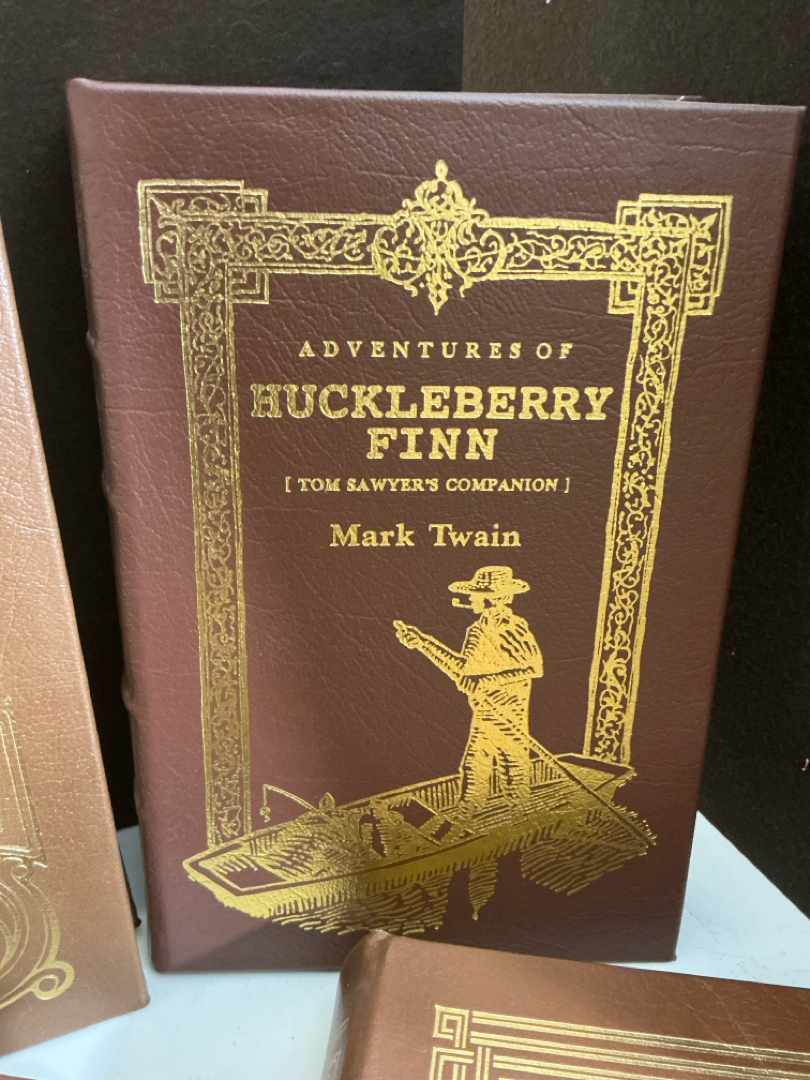 ADVENTURES OF
HUCKLEBERRY
FINN
[ TOM SAWYER'S COMPANION ]
Mark Twain